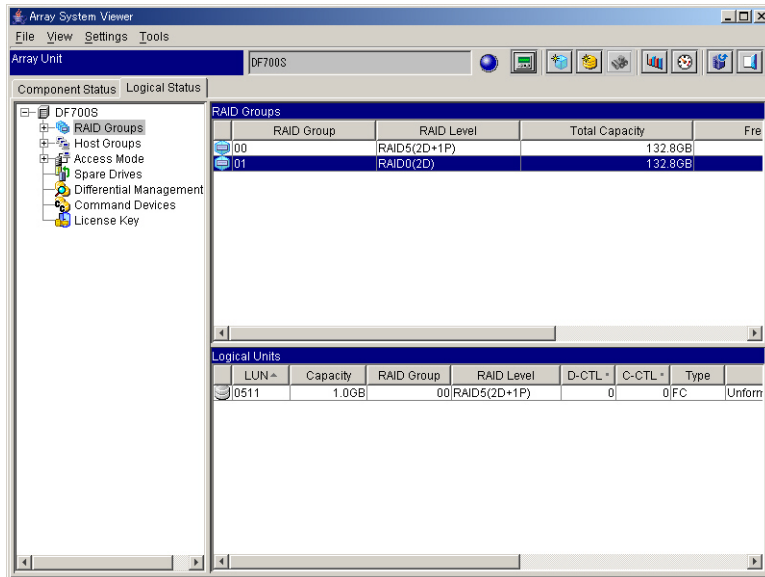 Array System Viewer
File View Settings Tools
Array Unit DF700S
Component Status Logical Status
DF700S
RAID Groups
Host Groups
Access Mode
Spare Drives
Differential Management
Command Devices
License Key
RAID Groups
RAID Group RAID Level Total Capacity Fre
00 RAID5(2D+1P) 132.8GB
01 RAID0(2D) 132.8GB
Logical Units
LUN Capacity RAID Group RAID Level D-CTL * C-CTL * Type
0511 1.0GB 00 RAID5(2D+1P) 0 0 FC Unform